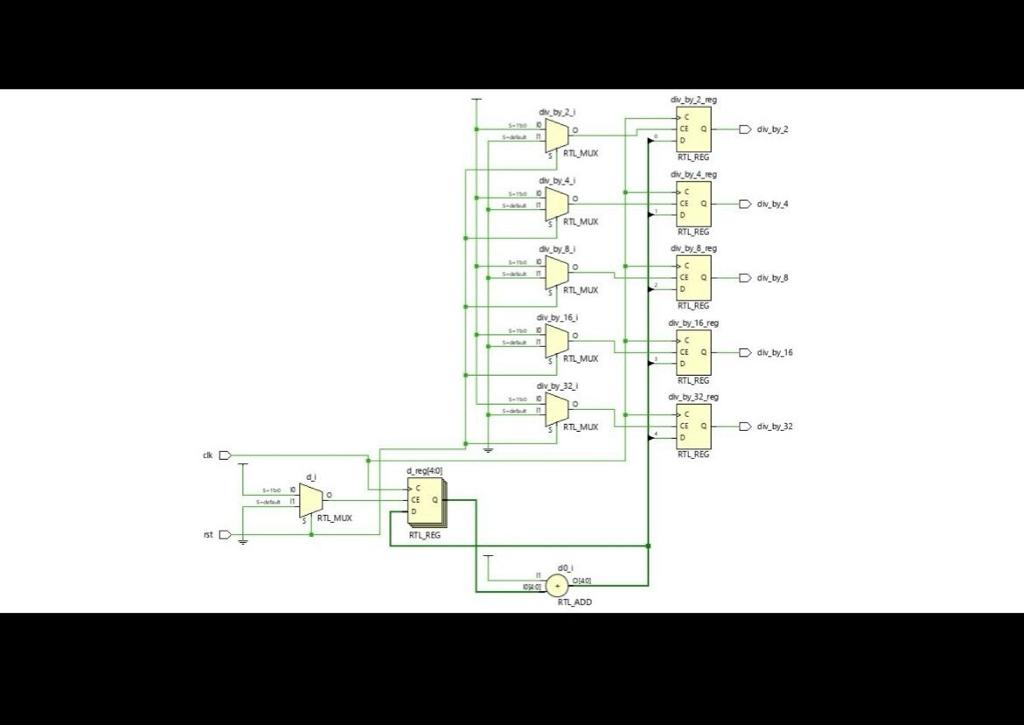 div_by_2_reg
div_by_2_i
S=1'b0 I0 O
S=default I1
S RTL_MUX
C
CE Q
D
0
RTL_REG
div_by_2
div_by_4_reg
div_by_4_i
S=1'b0 I0 O
S=default I1
S RTL_MUX
C
CE Q
D
1
RTL_REG
div_by_4
div_by_8_reg
div_by_8_i
S=1'b0 I0 O
S=default I1
S RTL_MUX
C
CE Q
D
2
RTL_REG
div_by_8
div_by_16_reg
div_by_16_i
S=1'b0 I0 O
S=default I1
S RTL_MUX
C
CE Q
D
3
RTL_REG
div_by_16
div_by_32_reg
div_by_32_i
S=1'b0 I0 O
S=default I1
S RTL_MUX
C
CE Q
D
4
RTL_REG
div_by_32
clk
d_i
S=1'b0 I0 O
S=default I1
S RTL_MUX
rst
d_reg[4:0]
C
CE Q
D
RTL_REG
d0_i
I1
I0[4:0] + O[4:0]
RTL_ADD